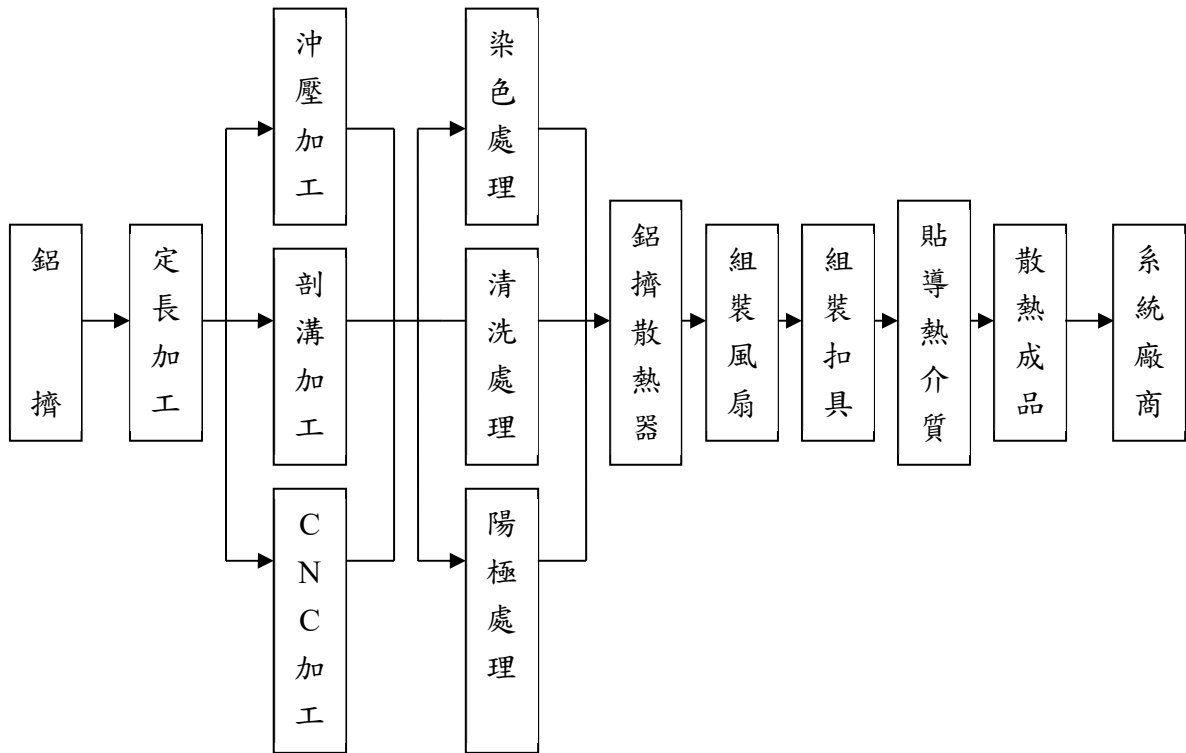 鋁擠
定長加工
沖壓加工
剖溝加工
CNC加工
染色處理
清洗處理
陽極處理
鋁擠散熱器
組裝風扇
組裝扣具
貼導熱介質
散熱成品
系統廠商